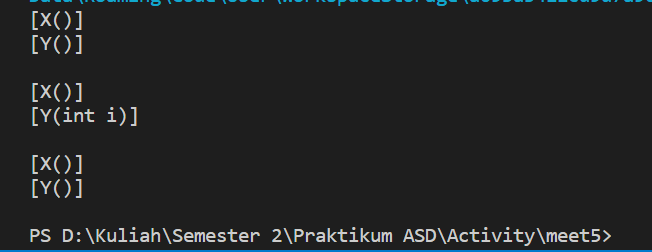 [X()]
[Y()]
[X()]
[Y(int i)]
[X()]
[Y()]
PS D:\Kuliah\Semester 2\Praktikum ASD\Activity\meet5>